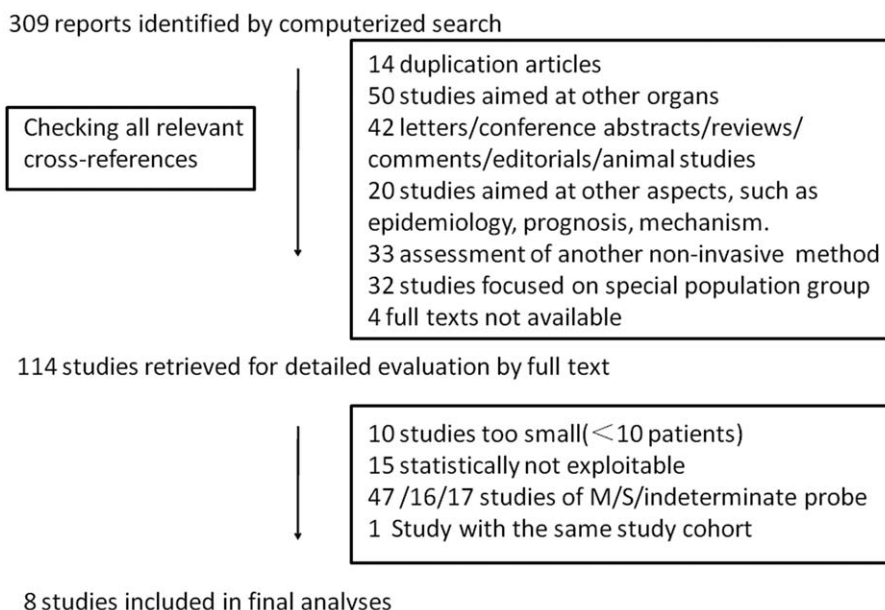 309 reports identified by computerized search
14 duplication articles
50 studies aimed at other organs
42 letters/conference abstracts/reviews/
comments/editorials/animal studies
20 studies aimed at other aspects, such as
epidemiology, prognosis, mechanism.
33 assessment of another non-invasive method
32 studies focused on special population group
4 full texts not available
Checking all relevant
cross-references
114 studies retrieved for detailed evaluation by full text
10 studies too small(<10 patients)
15 statistically not exploitable
47 /16/17 studies of M/S/indeterminate probe
1 Study with the same study cohort
8 studies included in final analyses